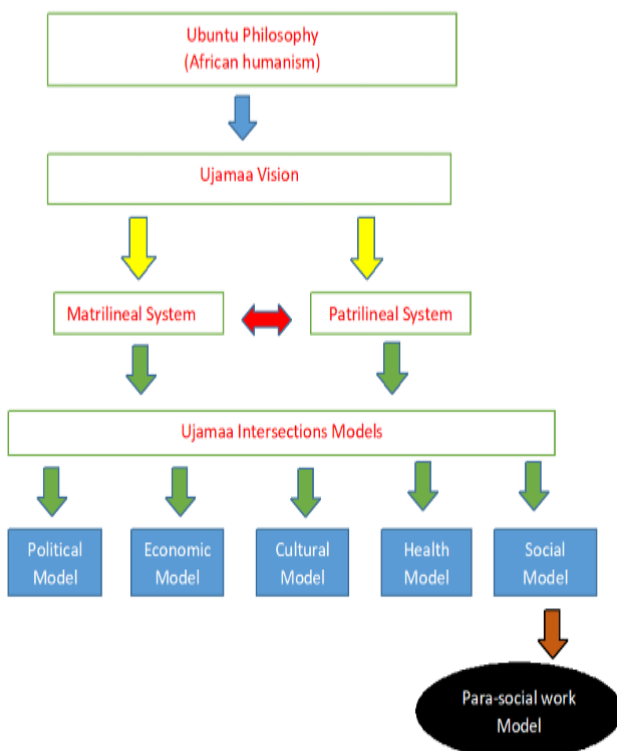 Ubuntu Philosophy
(African humanism)
Ujamaa Vision
Matrilineal System
Patrilineal System
Ujamaa Intersections Models
Political
Model
Economic
Model
Cultural
Model
Health
Model
Social
Model
Para-social work
Model